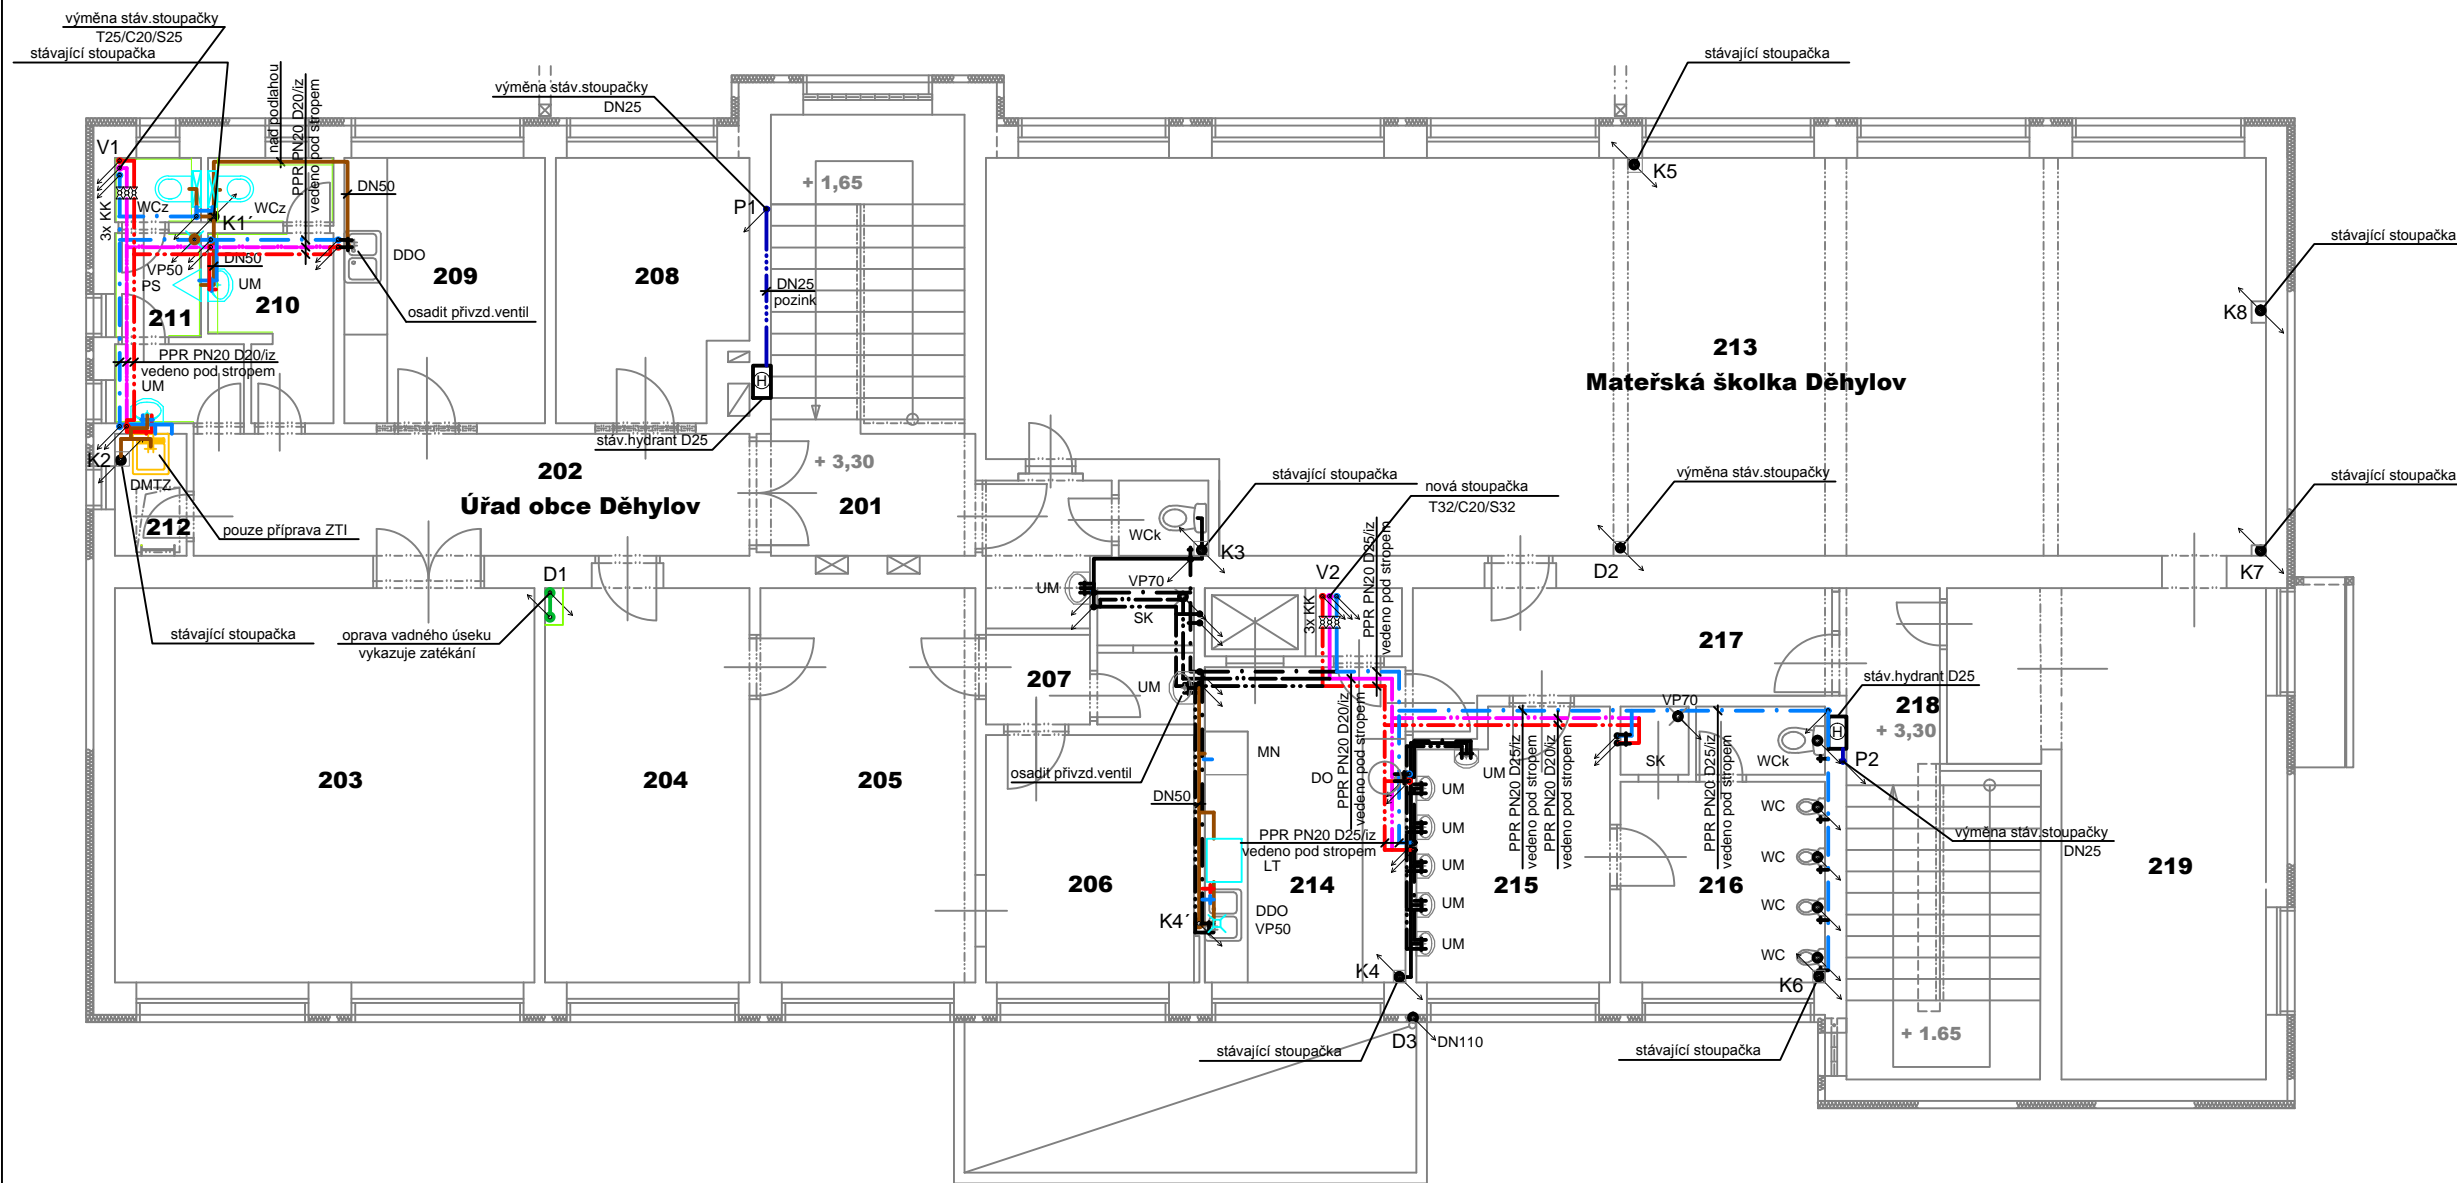 výměna stáv.stoupačky
T25/C20/S25
stávající stoupačka
nad podlahou
PPR PN20 D20/iz
vedeno pod stropem
výměna stáv.stoupačky
DN25
stávající stoupačka
V1
3x KK
WCz
WCz
K1´
DN50
DN50
VP50
PS
UM
DDO
209
210
211
osadit přivzd.ventil
208
P1
+ 1,65
DN25
pozink
K5
stávající stoupačka
K8
213
Mateřská školka Děhylov
PPR PN20 D20/iz
vedeno pod stropem
UM
stáv.hydrant D25
H
K2
DMTZ
212
pouze příprava ZTI
202
Úřad obce Děhylov
+ 3,30
201
stávající stoupačka
nová stoupačka
T32/C20/S32
výměna stáv.stoupačky
stávající stoupačka
WCk
K3
PPR PN20 D25/iz
vedeno pod stropem
D2
K7
D1
stávající stoupačka
oprava vadného úseku
vykazuje zatékání
UM
VP70
SK
V2
3x KK
217
207
UM
stáv.hydrant D25
218
+ 3,30
VP70
H
P2
203
204
205
osadit přivzd.ventil
MN
DO
UM
PPR PN20 D20/iz
vedeno pod stropem
PPR PN20 D25/iz
vedeno pod stropem
PPR PN20 D20/iz
vedeno pod stropem
SK
WCk
PPR PN20 D25/iz
vedeno pod stropem
DN50
UM
UM
UM
UM
UM
WC
WC
WC
WC
PPR PN20 D25/iz
vedeno pod stropem
LT
výměna stáv.stoupačky
DN25
206
214
215
216
219
K4´
DDO
VP50
K4
K6
stávající stoupačka
D3
DN110
stávající stoupačka
+ 1.65